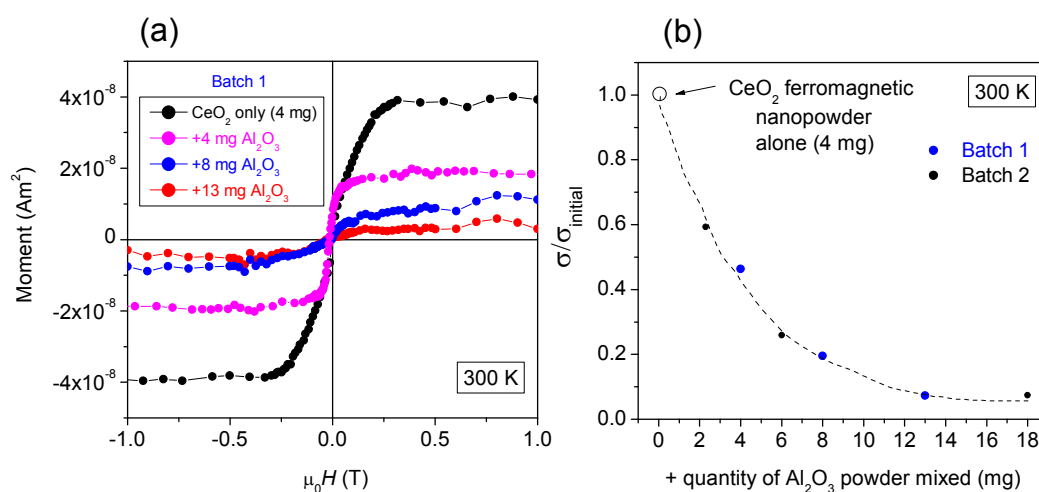 (a)
Batch 1
CeO₂ only (4 mg)
+4 mg Al₂O₃
+8 mg Al₂O₃
+13 mg Al₂O₃
300 K
Moment (Am²)
4x10⁻⁸
2x10⁻⁸
0
-2x10⁻⁸
-4x10⁻⁸
-1.0 -0.5 0.0 0.5 1.0
μ₀H (T)
(b)
CeO₂ ferromagnetic
nanopowder
alone (4 mg)
300 K
Batch 1
Batch 2
σ/σinitial
1.0
0.8
0.6
0.4
0.2
0.0
0 2 4 6 8 10 12 14 16 18
+ quantity of Al₂O₃ powder mixed (mg)